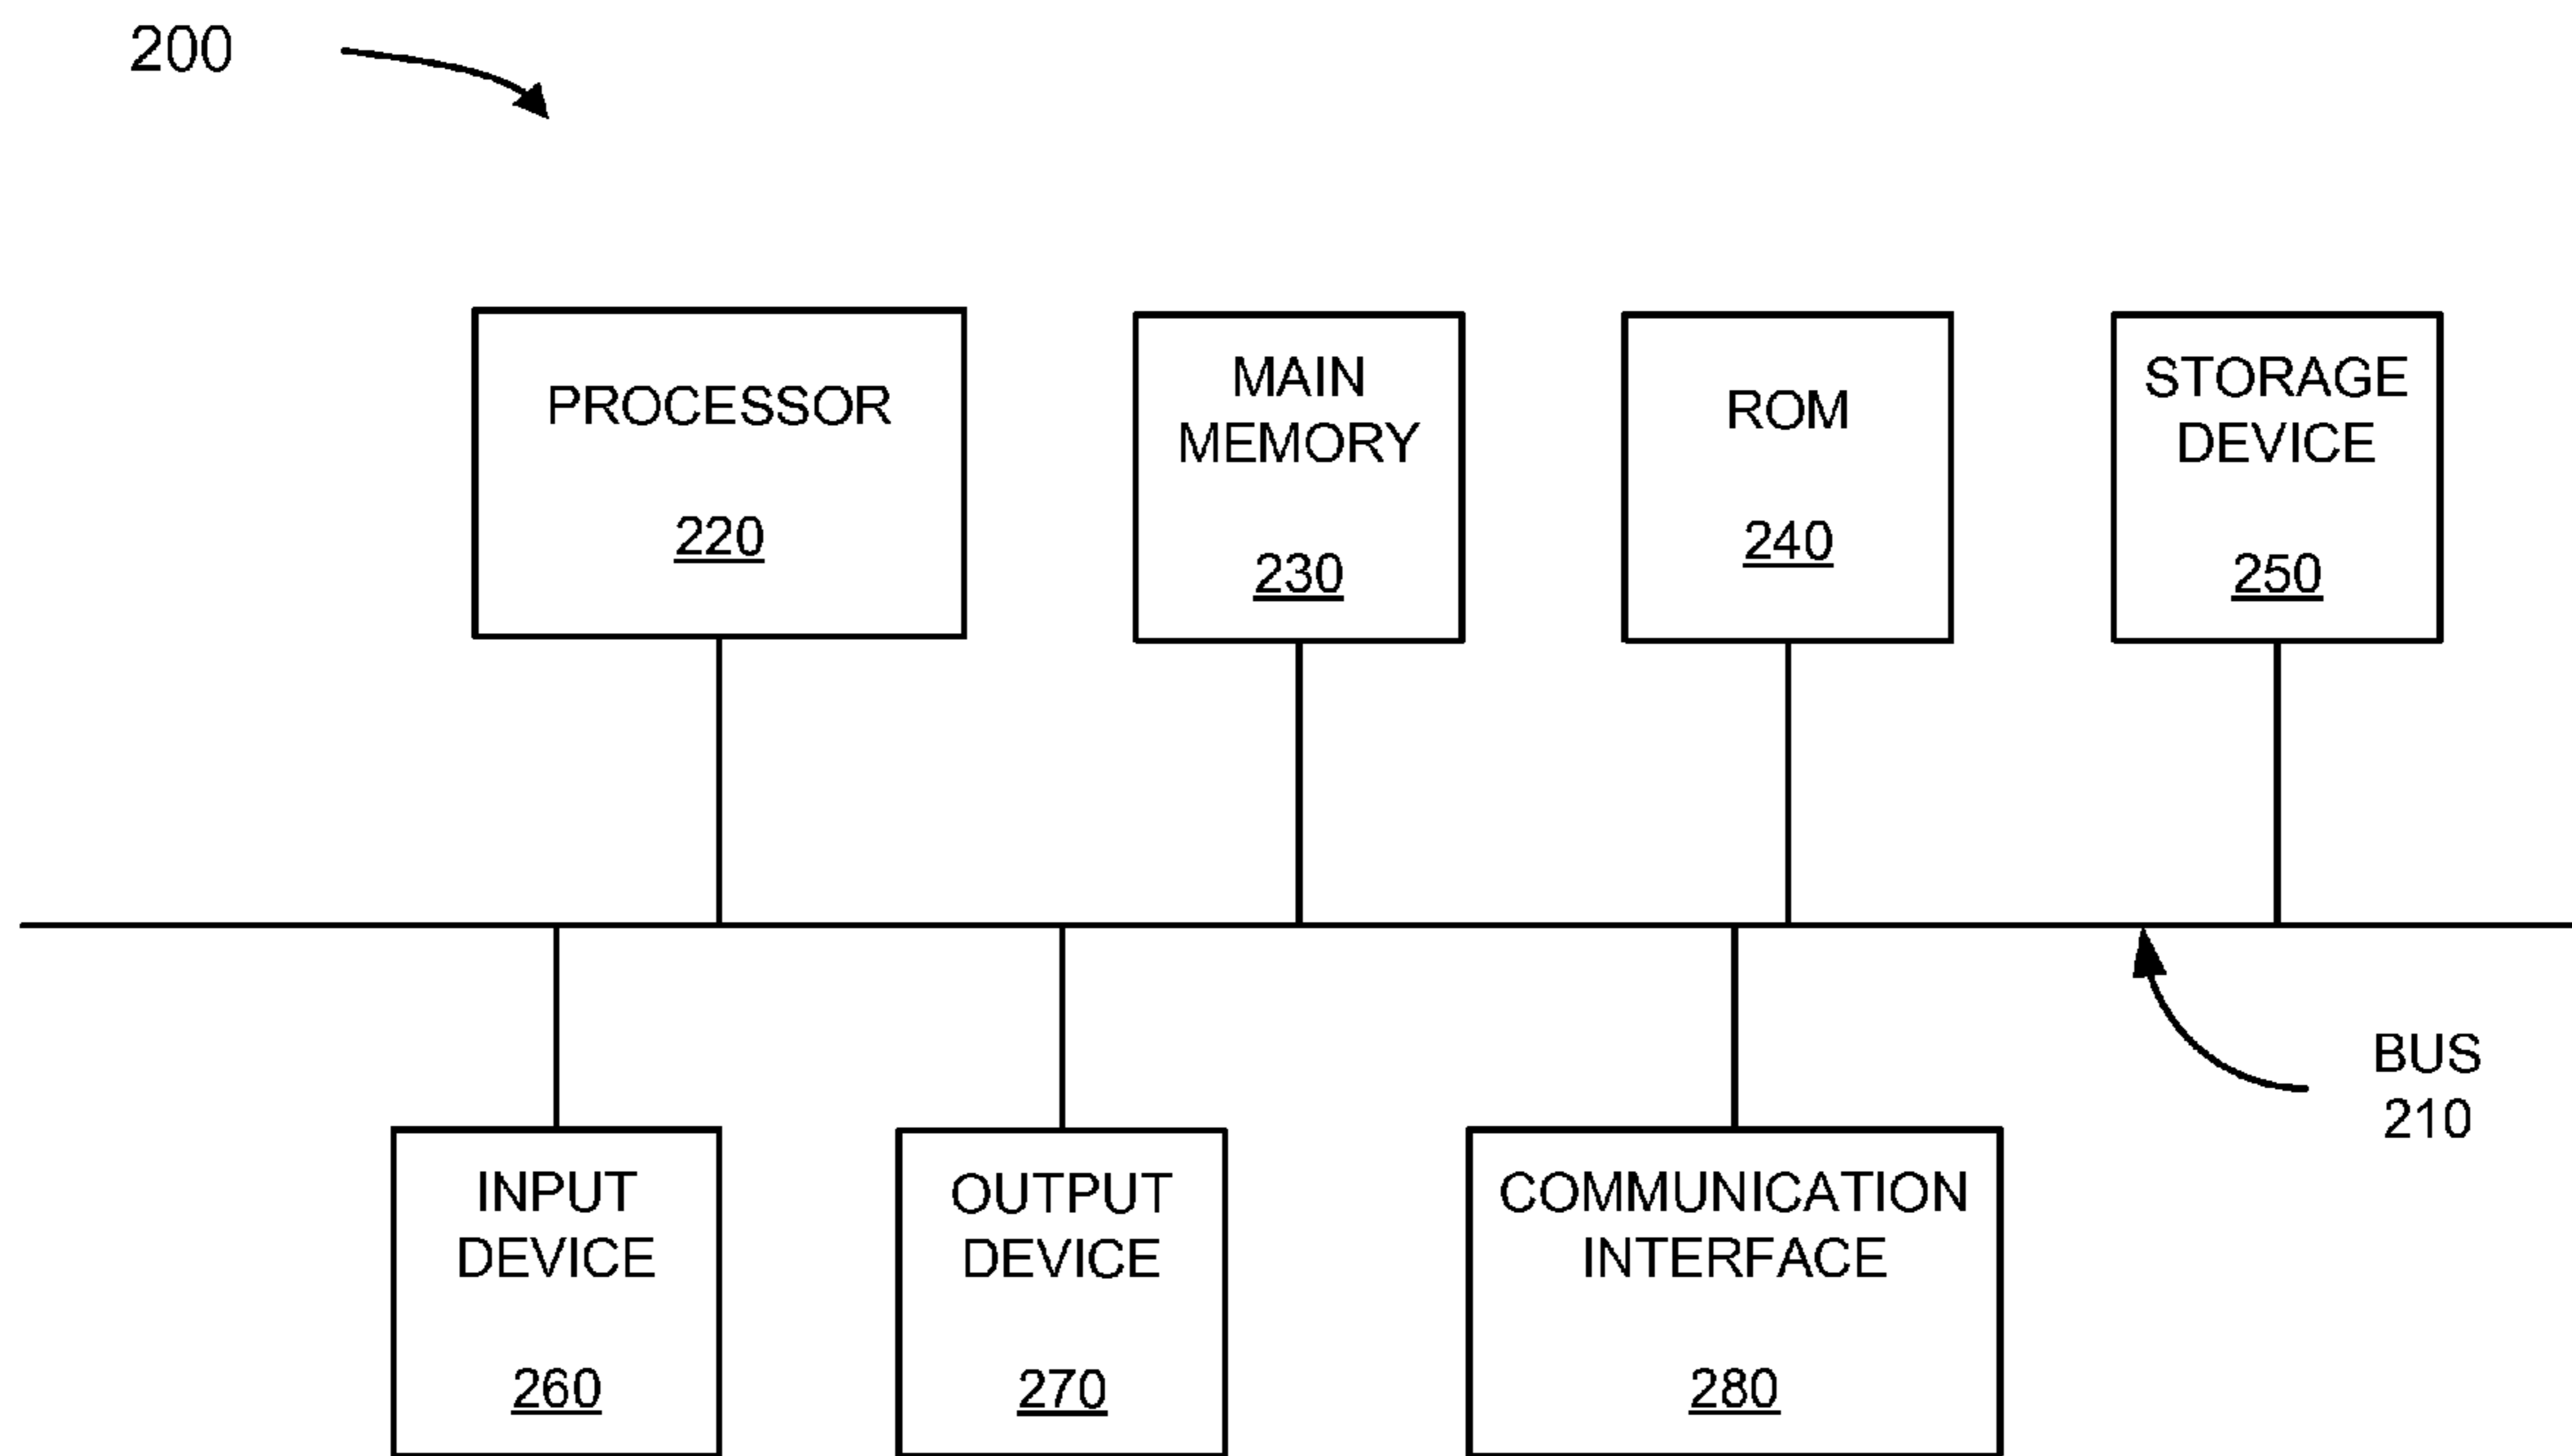 200
PROCESSOR
220
MAIN
MEMORY
230
ROM
240
STORAGE
DEVICE
250
BUS
210
INPUT
DEVICE
260
OUTPUT
DEVICE
270
COMMUNICATION
INTERFACE
280